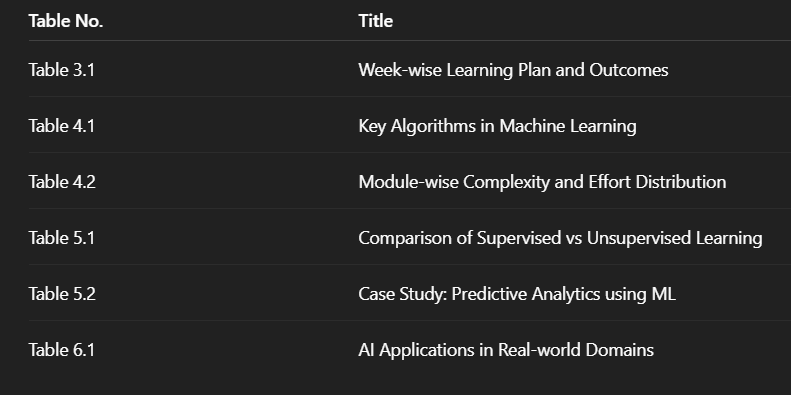 Table No. Title
Table 3.1 Week-wise Learning Plan and Outcomes
Table 4.1 Key Algorithms in Machine Learning
Table 4.2 Module-wise Complexity and Effort Distribution
Table 5.1 Comparison of Supervised vs Unsupervised Learning
Table 5.2 Case Study: Predictive Analytics using ML
Table 6.1 AI Applications in Real-world Domains